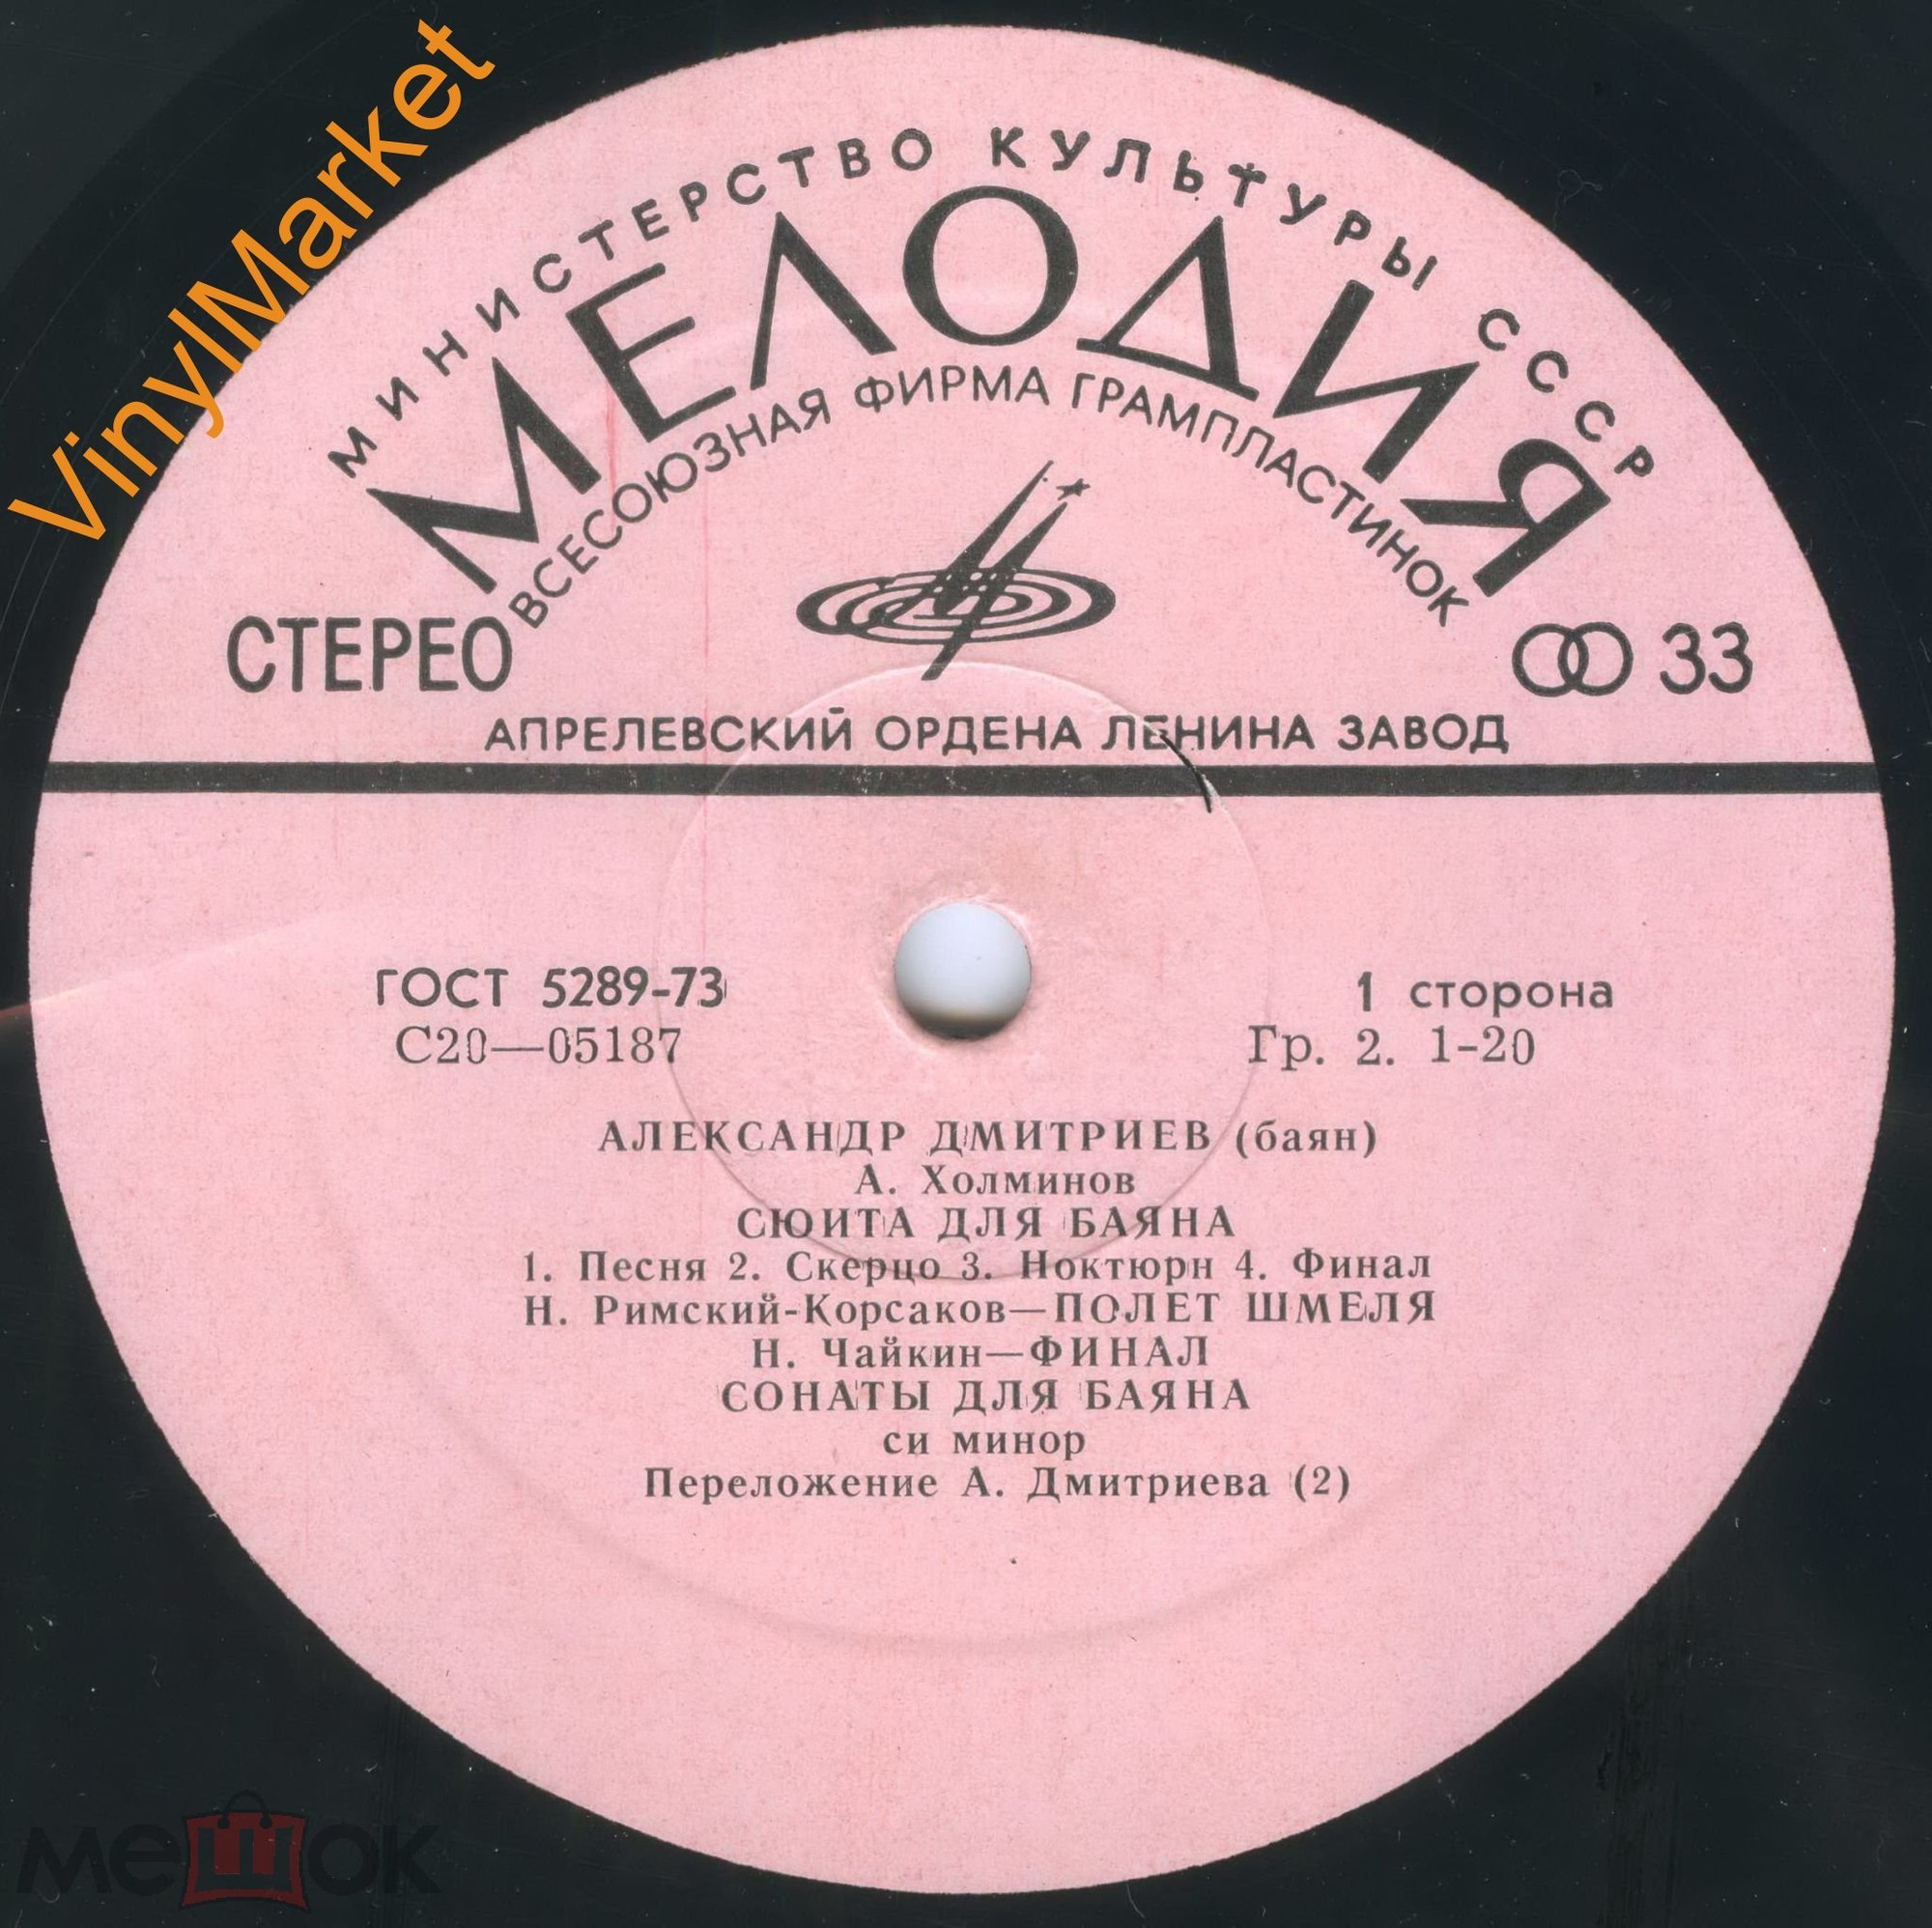 VinylMarket
МИНИСТЕРСТВО КУЛЬТУРЫ СССР
МЕЛОДИЯ
ВСЕСОЮЗНАЯ ФИРМА ГРАМПЛАСТИНОК
СТЕРЕО
33
АПРЕЛЕВСКИЙ ОРДЕНА ЛЕНИНА ЗАВОД
ГОСТ 5289-73
1 сторона
С20—05187
Гр. 2. 1-20
АЛЕКСАНДР ДМИТРИЕВ (баян)
А. Холминов
СЮИТА ДЛЯ БАЯНА
1. Песня 2. Скерцо 3. Ноктюрн 4. Финал
Н. Римский-Корсаков—ПОЛЕТ ШМЕЛЯ
Н. Чайкин—ФИНАЛ
СОНАТЫ ДЛЯ БАЯНА
си минор
Переложение А. Дмитриева (2)
мешок